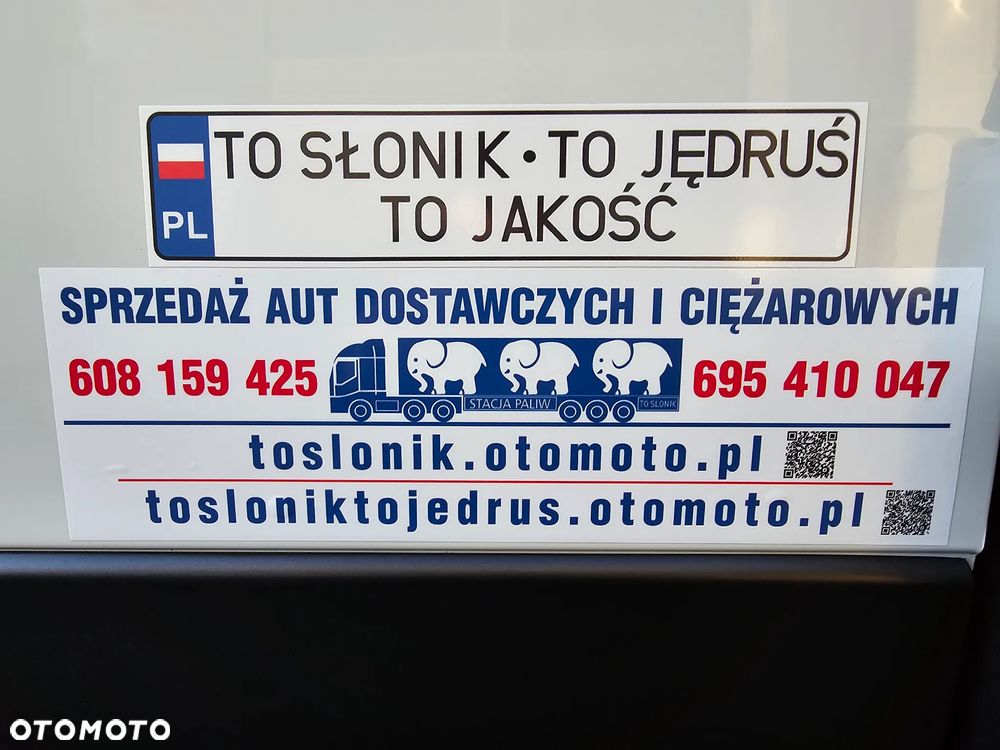 TO SŁONIK • TO JĘDRUŚ
PL
TO JAKOŚĆ
SPRZEDAŻ AUT DOSTAWCZYCH I CIĘŻAROWYCH
608 159 425
695 410 047
STACJA PALIW
TO SŁONIK
toslonik.otomoto.pl
tosloniktojedrus.otomoto.pl
OTOMOTO